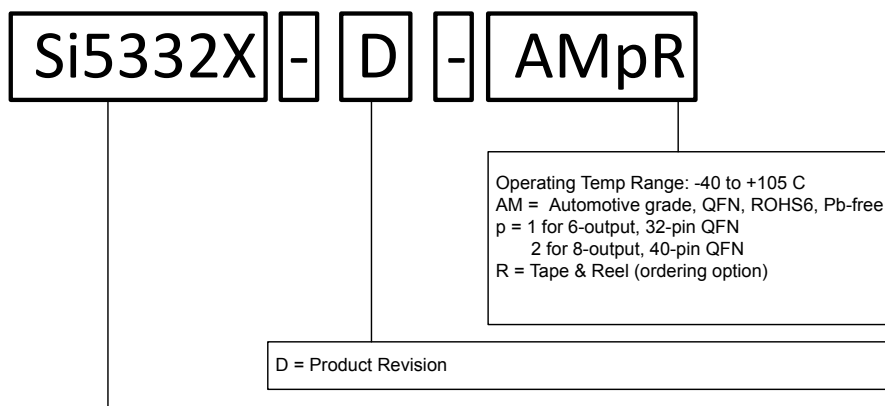 Si5332X - D - AMpR
Operating Temp Range: -40 to +105 C
AM = Automotive grade, QFN, ROHS6, Pb-free
p = 1 for 6-output, 32-pin QFN
2 for 8-output, 40-pin QFN
R = Tape & Reel (ordering option)
D = Product Revision